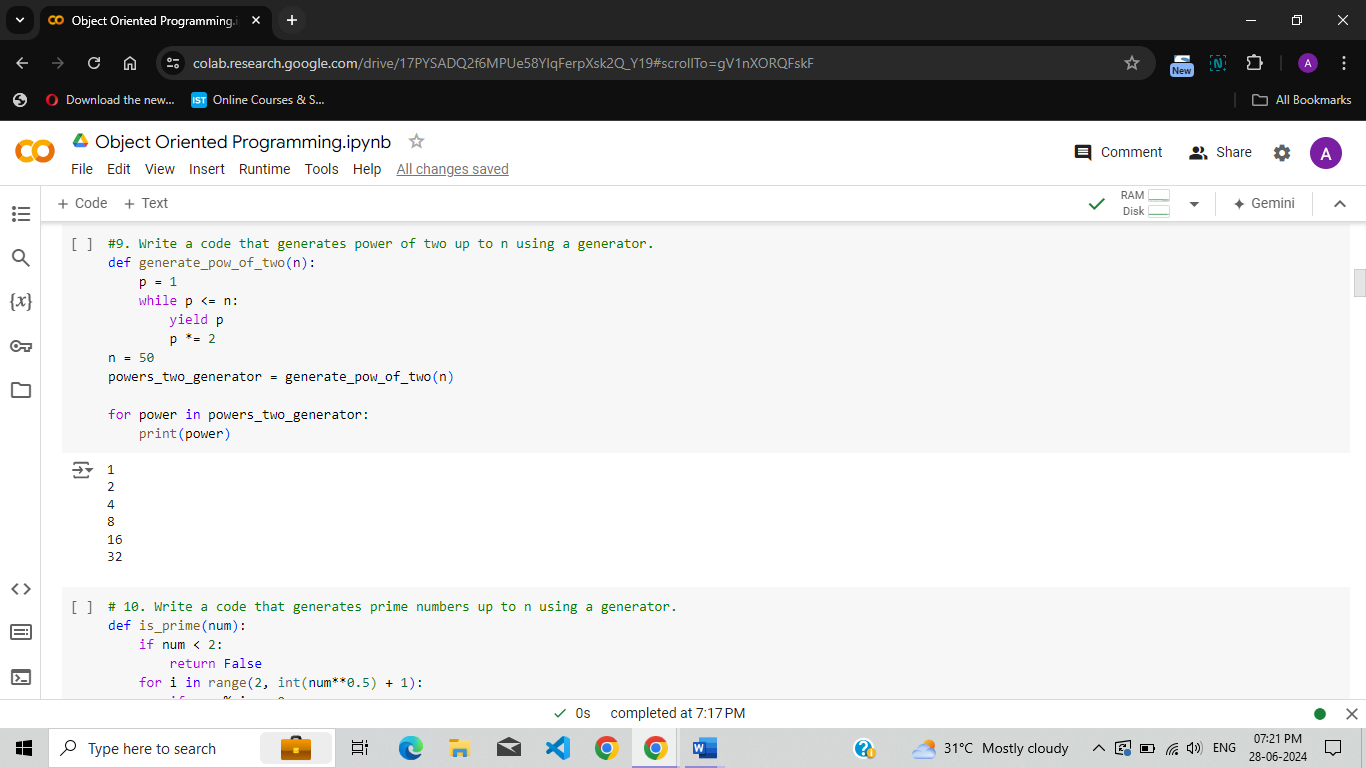 Object Oriented Programming.i
colab.research.google.com/drive/17PYSADQ2f6MPUe58YlqFerpXsk2Q_Y19#scrollTo=gV1nXORQFskF
New
N
A
Download the new...
IST Online Courses & S...
All Bookmarks
Object Oriented Programming.ipynb
File Edit View Insert Runtime Tools Help All changes saved
Comment
Share
A
+ Code + Text
RAM
Disk
Gemini
[ ] #9. Write a code that generates power of two up to n using a generator.
def generate_pow_of_two(n):
    p = 1
    while p <= n:
        yield p
        p *= 2
n = 50
powers_two_generator = generate_pow_of_two(n)
for power in powers_two_generator:
    print(power)
1
2
4
8
16
32
[ ] # 10. Write a code that generates prime numbers up to n using a generator.
def is_prime(num):
    if num < 2:
        return False
    for i in range(2, int(num**0.5) + 1):
0s completed at 7:17 PM
Type here to search
31°C Mostly cloudy
ENG
07:21 PM
28-06-2024